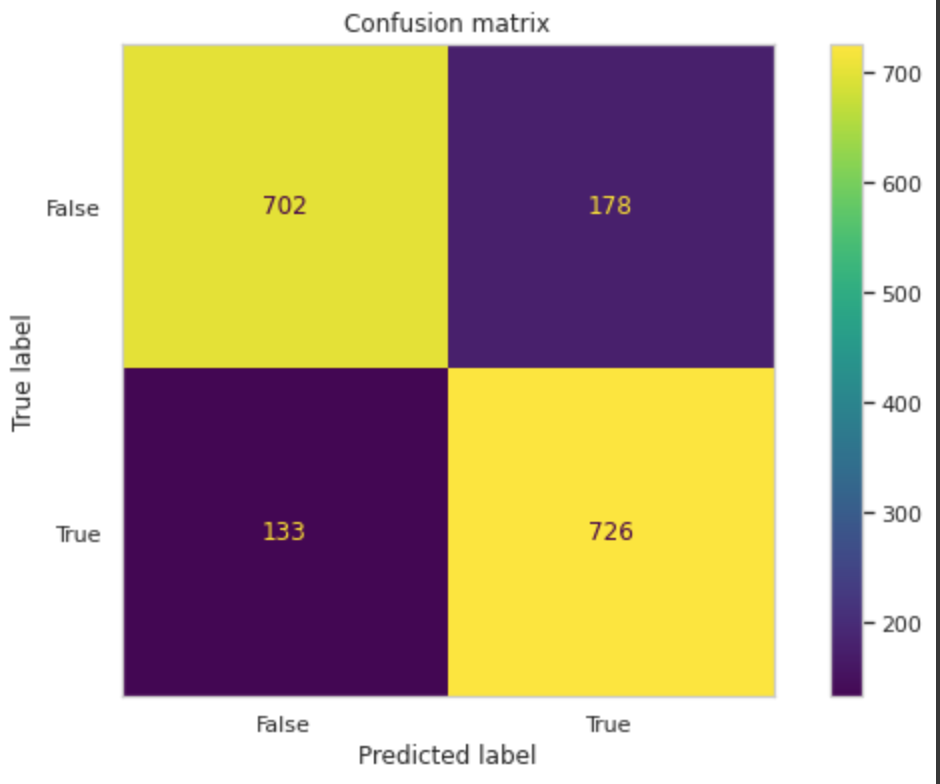 Confusion matrix
True label
False
702
178
True
133
726
False
True
Predicted label
700
600
500
400
300
200